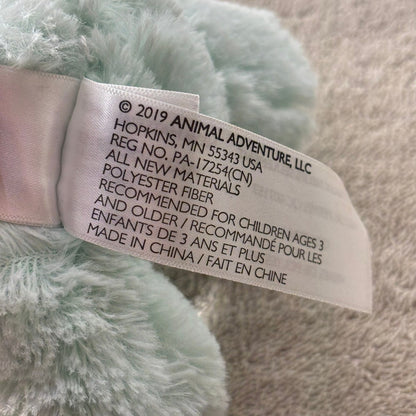 © 2019 ANIMAL ADVENTURE, LLC
HOPKINS, MN 55343 USA
REG NO. PA-17254(CN)
ALL NEW MATERIALS
POLYESTER FIBER
RECOMMENDED FOR CHILDREN AGES 3
AND OLDER / RECOMMANDÉ POUR LES
ENFANTS DE 3 ANS ET PLUS
MADE IN CHINA / FAIT EN CHINE